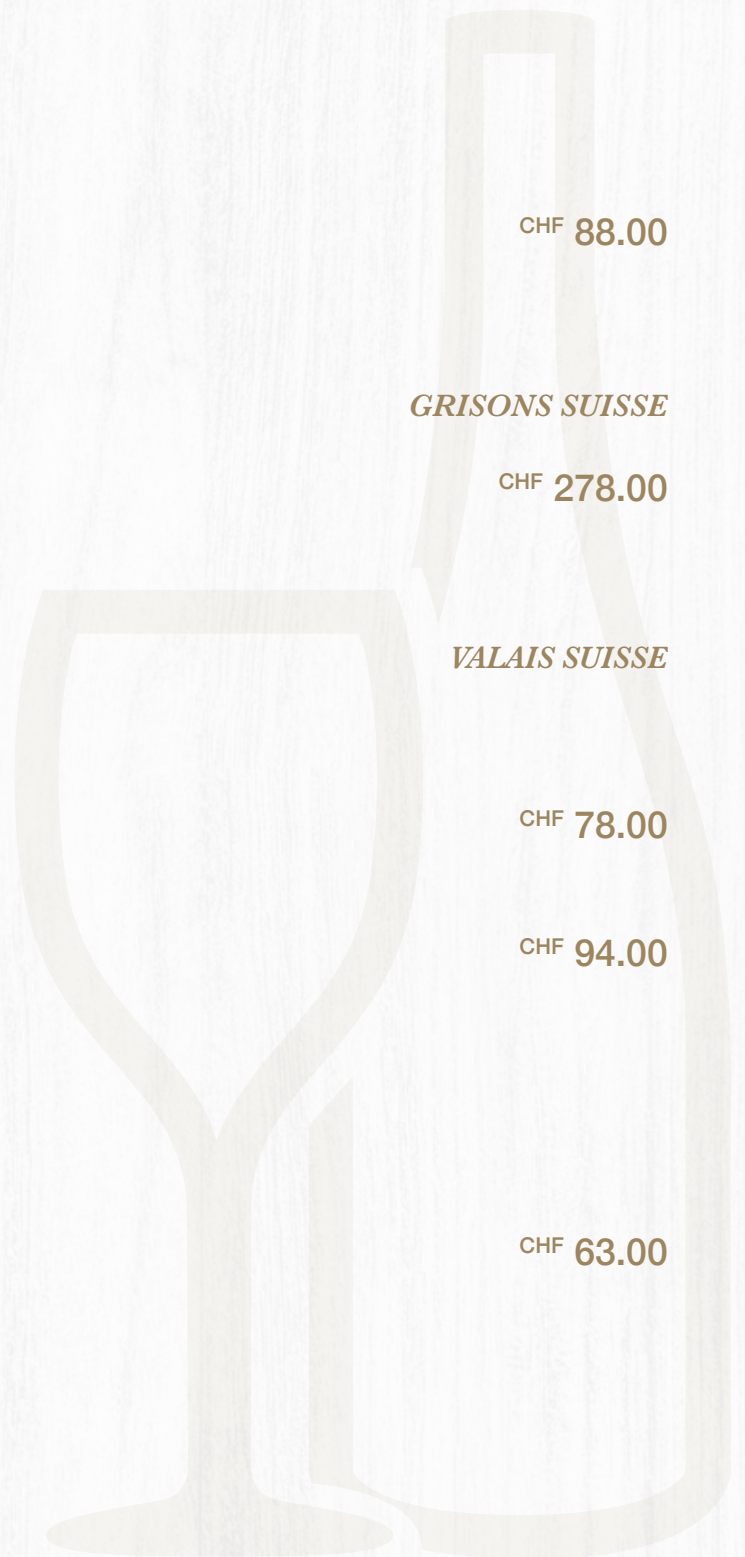 CHF 88.00
GRISONS SUISSE
CHF 278.00
VALAIS SUISSE
CHF 78.00
CHF 94.00
CHF 63.00